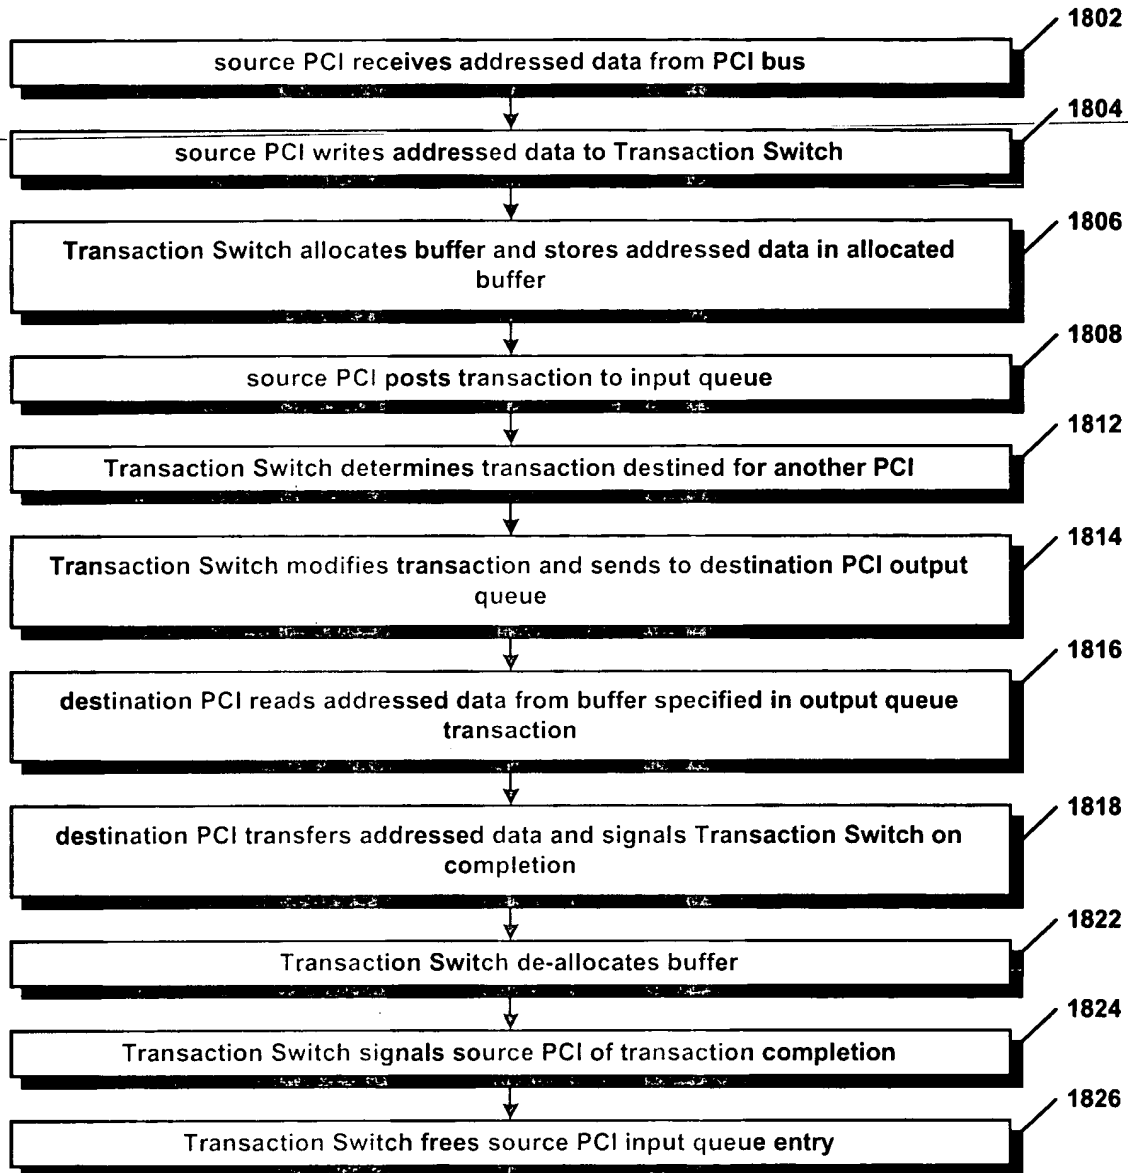 1802
source PCI receives addressed data from PCI bus
1804
source PCI writes addressed data to Transaction Switch
1806
Transaction Switch allocates buffer and stores addressed data in allocated
buffer
1808
source PCI posts transaction to input queue
1812
Transaction Switch determines transaction destined for another PCI
1814
Transaction Switch modifies transaction and sends to destination PCI output
queue
1816
destination PCI reads addressed data from buffer specified in output queue
transaction
1818
destination PCI transfers addressed data and signals Transaction Switch on
completion
1822
Transaction Switch de-allocates buffer
1824
Transaction Switch signals source PCI of transaction completion
1826
Transaction Switch frees source PCI input queue entry